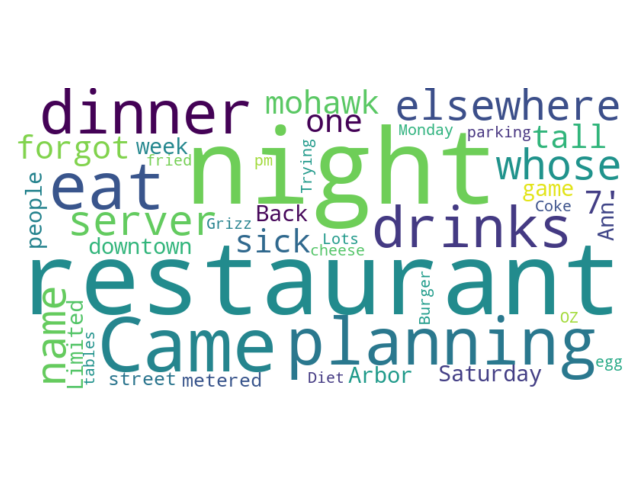 dinner
mohawk
one
elsewhere
forgot
week
fried
night
pm
Trying
Monday
parking
tall
whose
people
eat
server
Grizz
Back
sick
Lots
cheese
drinks
game
Coke
7.
Ann.
downtown
restaurant
name
Limited
tables
Came
planning
Burger
oz
egg
street
metered
Diet
Arbor
Saturday